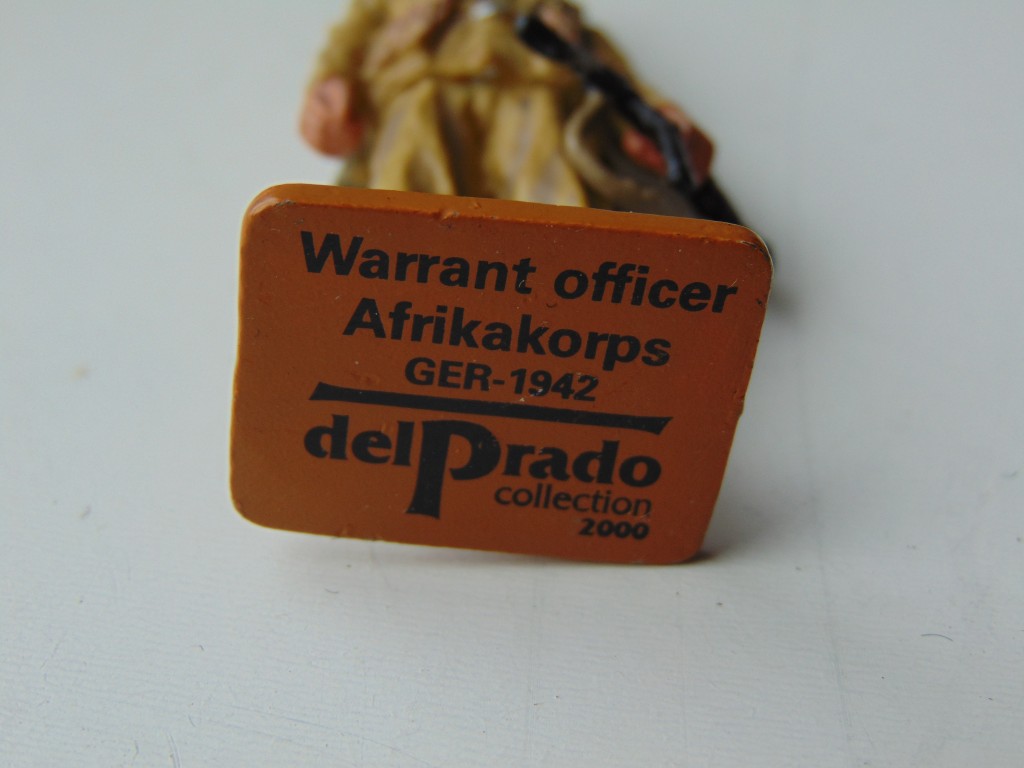 Warrant officer
Afrikakorps
GER-1942
delPrado
collection
2000